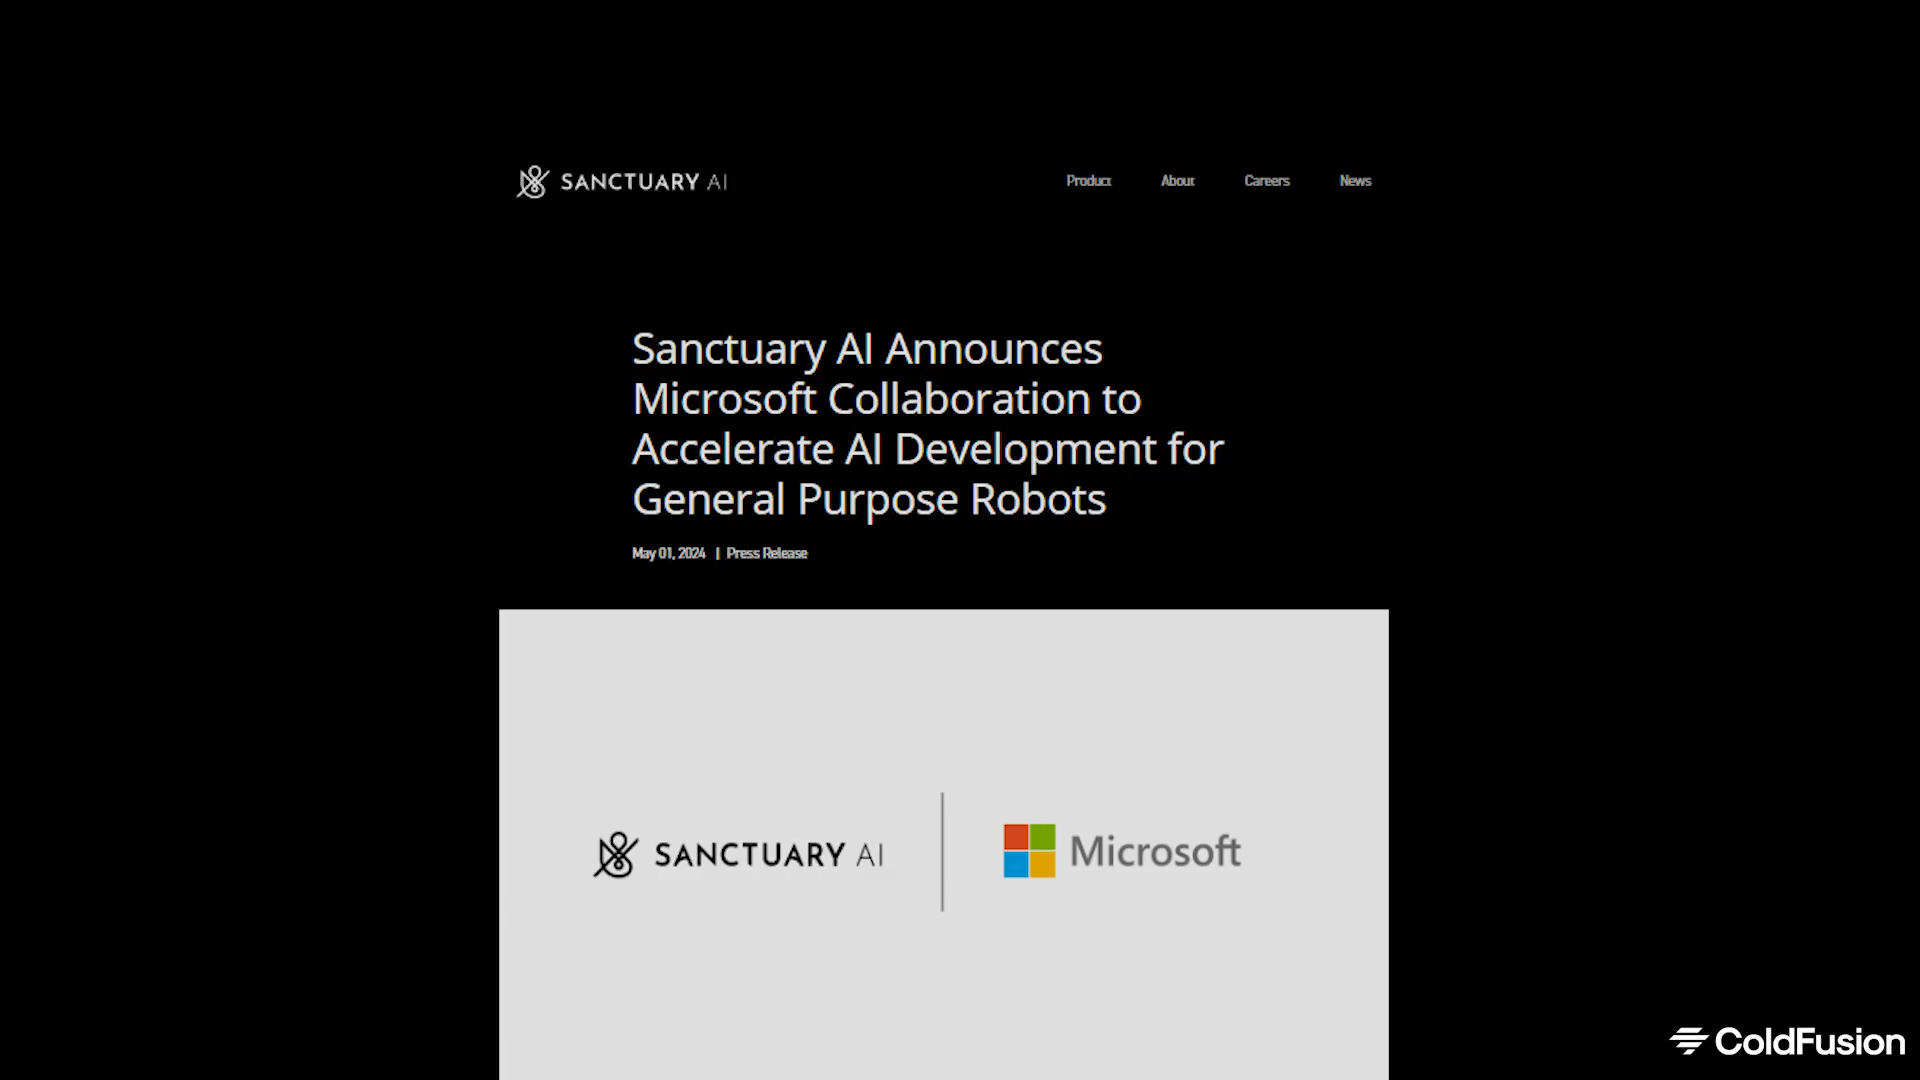 SANCTUARY AI
Product About Careers News
Sanctuary AI Announces
Microsoft Collaboration to
Accelerate AI Development for
General Purpose Robots
May 01, 2024 | Press Release
SANCTUARY AI | Microsoft
ColdFusion